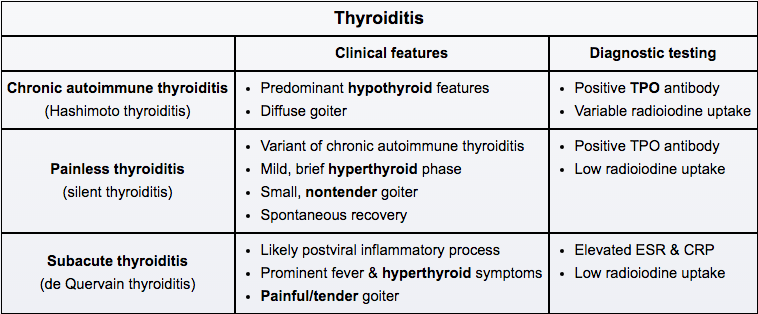 Thyroiditis
Clinical features
Diagnostic testing
Chronic autoimmune thyroiditis
(Hashimoto thyroiditis)
• Predominant hypothyroid features
• Diffuse goiter
• Positive TPO antibody
• Variable radioiodine uptake
Painless thyroiditis
(silent thyroiditis)
• Variant of chronic autoimmune thyroiditis
• Mild, brief hyperthyroid phase
• Small, nontender goiter
• Spontaneous recovery
• Positive TPO antibody
• Low radioiodine uptake
Subacute thyroiditis
(de Quervain thyroiditis)
• Likely postviral inflammatory process
• Prominent fever & hyperthyroid symptoms
• Painful/tender goiter
• Elevated ESR & CRP
• Low radioiodine uptake